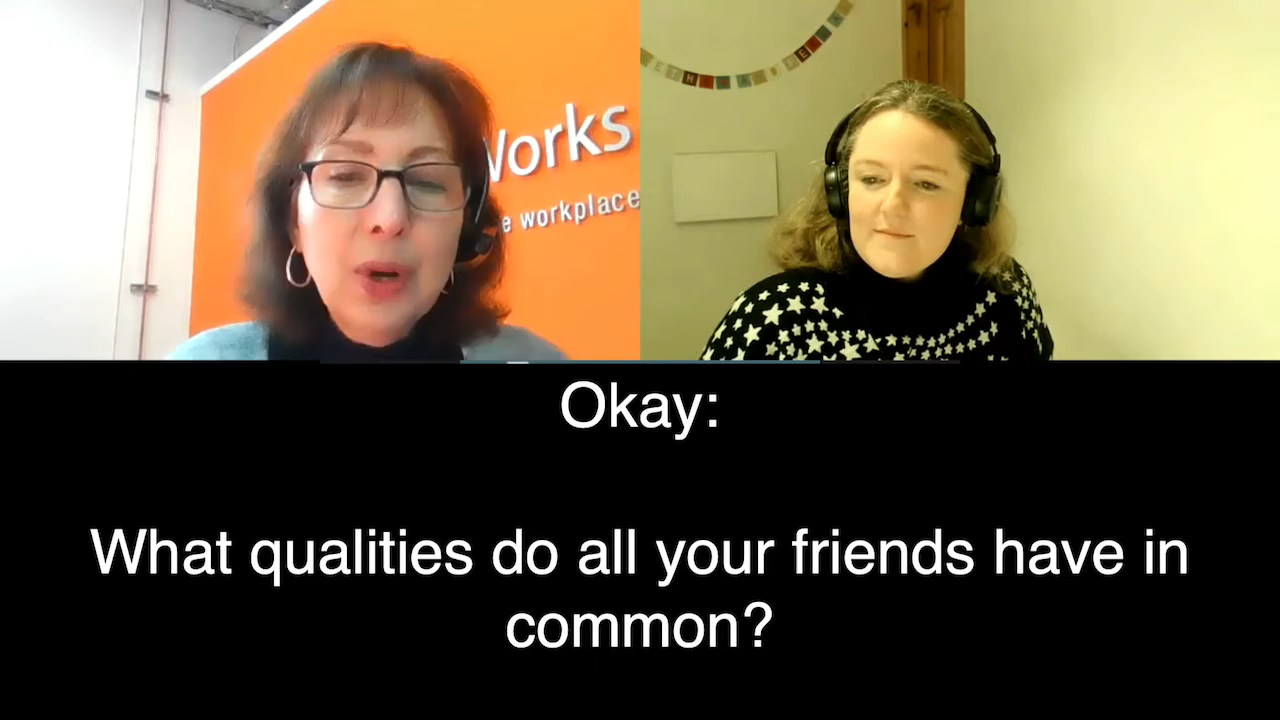 Works
e workplace
Okay:
What qualities do all your friends have in
common?